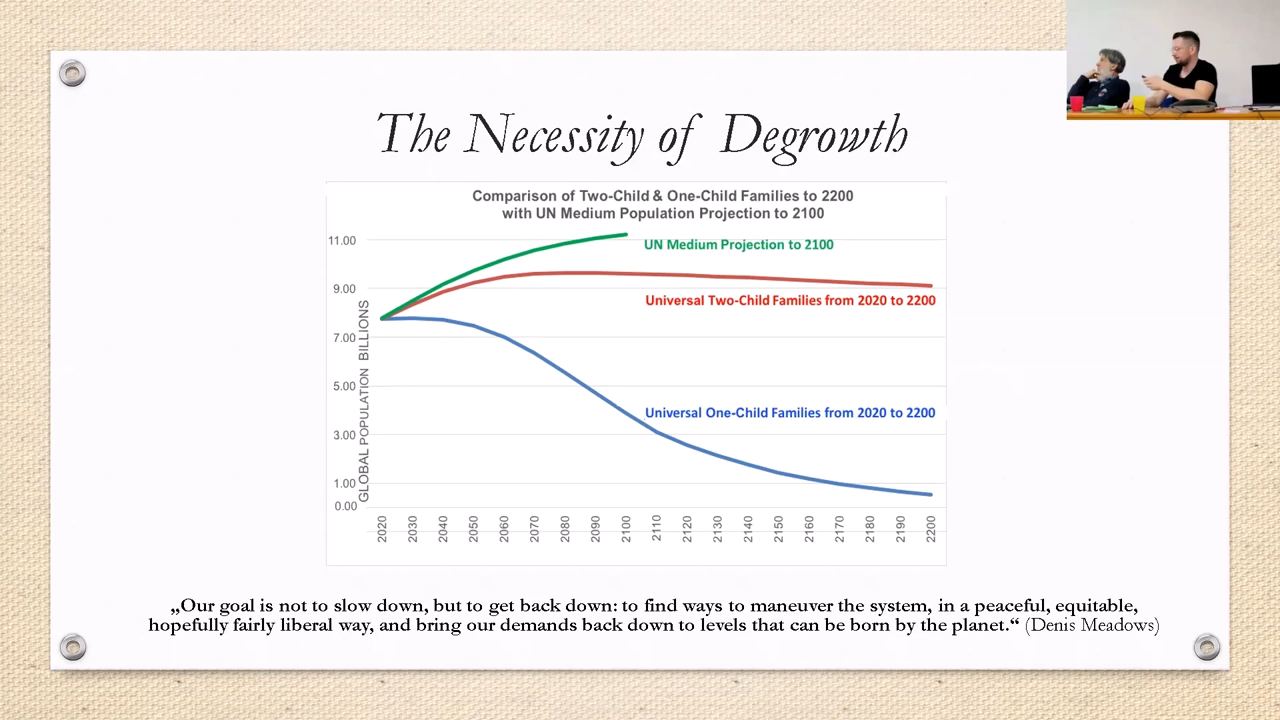 The Necessity of Degrowth
Comparison of Two-Child & One-Child Families to 2200
with UN Medium Population Projection to 2100
11.00
9.00
7.00
5.00
3.00
1.00
0.00
GLOBAL POPULATION BILLIONS
UN Medium Projection to 2100
Universal Two-Child Families from 2020 to 2200
Universal One-Child Families from 2020 to 2200
2020 2030 2040 2050 2060 2070 2080 2090 2100 2110 2120 2130 2140 2150 2160 2170 2180 2190 2200
„Our goal is not to slow down, but to get back down: to find ways to maneuver the system, in a peaceful, equitable,
hopefully fairly liberal way, and bring our demands back down to levels that can be born by the planet.“ (Denis Meadows)